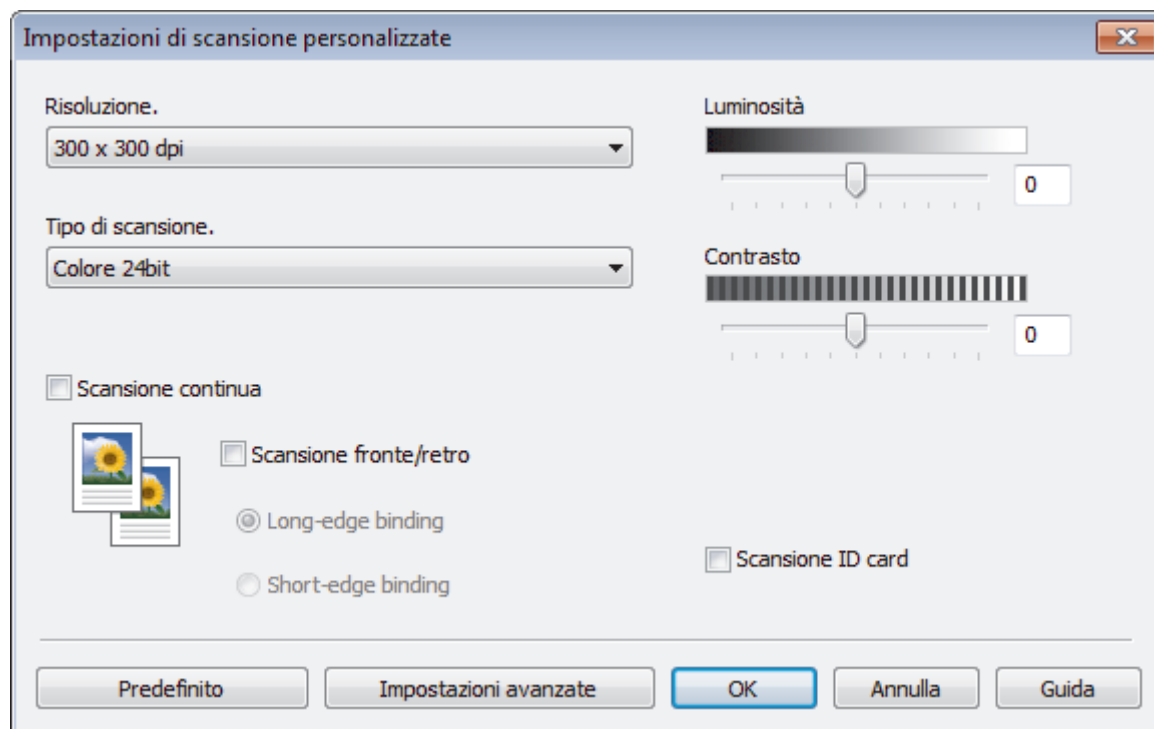 Impostazioni di scansione personalizzate
Risoluzione.
300 x 300 dpi
Tipo di scansione.
Colore 24bit
Luminosità
0
Contrasto
0
Scansione continua
Scansione fronte/retro
Long-edge binding
Short-edge binding
Scansione ID card
Predefinito
Impostazioni avanzate
OK
Annulla
Guida